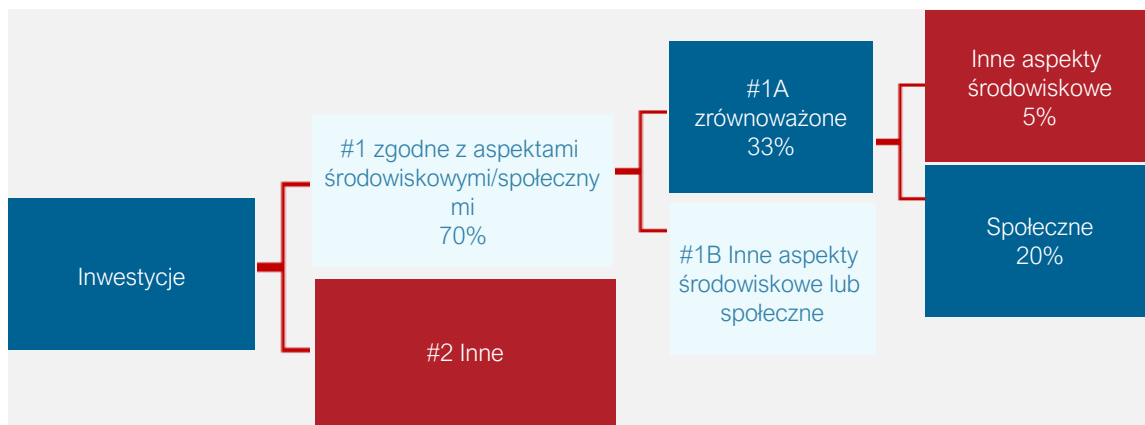 Inwestycje
#1 zgodne z aspektami
środowiskowymi/społeczny
mi
70%
#2 Inne
#1A
zrównoważone
33%
#1B Inne aspekty
środowiskowe lub
społeczne
Inne aspekty
środowiskowe
5%
Społeczne
20%